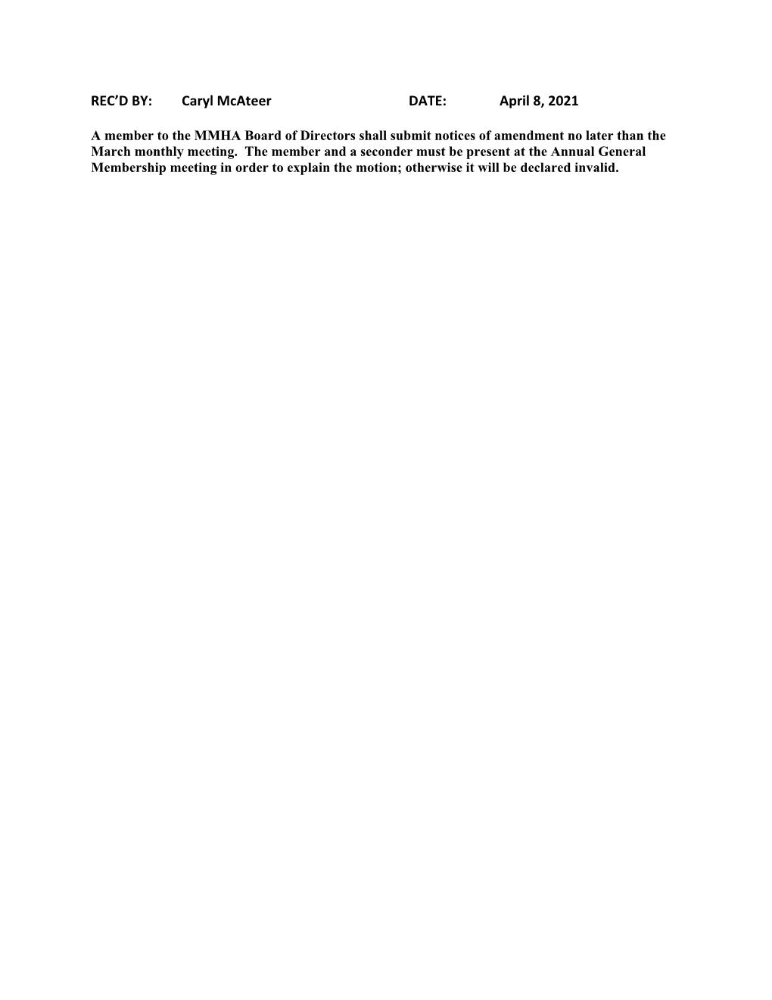 REC’D BY: Caryl McAteer DATE: April 8, 2021
A member to the MMHA Board of Directors shall submit notices of amendment no later than the
March monthly meeting.  The member and a seconder must be present at the Annual General
Membership meeting in order to explain the motion; otherwise it will be declared invalid.